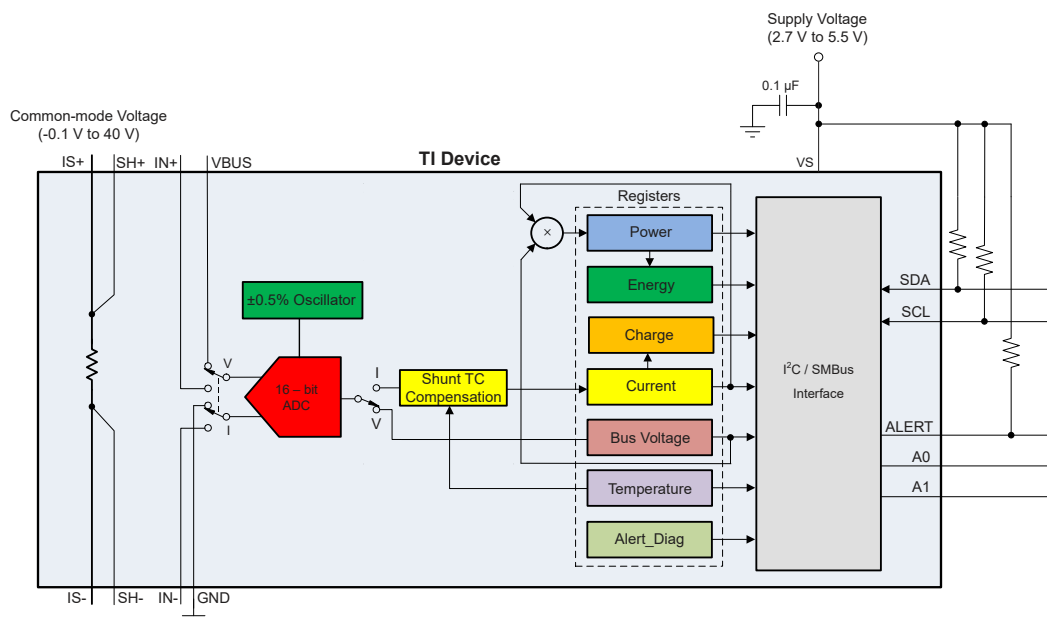 Supply Voltage
(2.7 V to 5.5 V)
0.1 µF
Common-mode Voltage
(-0.1 V to 40 V)
IS+ SH+ IN+ VBUS
TI Device
VS
Registers
×
Power
Energy
±0.5% Oscillator
Charge
16 – bit
ADC
V
I
I
V
Shunt TC
Compensation
Current
Bus Voltage
Temperature
Alert_Diag
I²C / SMBus
Interface
SDA
SCL
ALERT
A0
A1
IS- SH- IN- GND